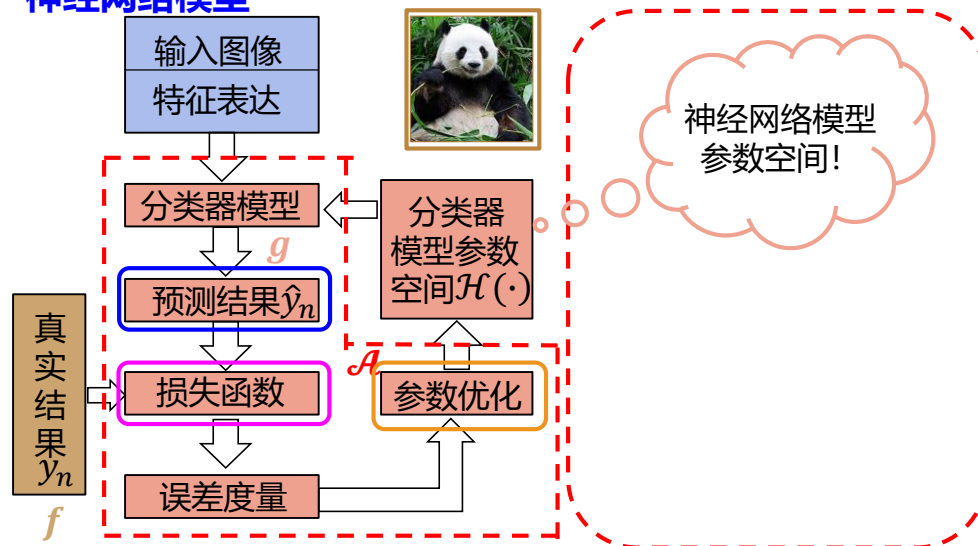 神经网络模型
输入图像
特征表达
神经网络模型
参数空间！
分类器模型
分类器
模型参数
空间ℋ(·)
g
预测结果ŷₙ
真实结果yₙ
𝒜
损失函数
参数优化
误差度量
f